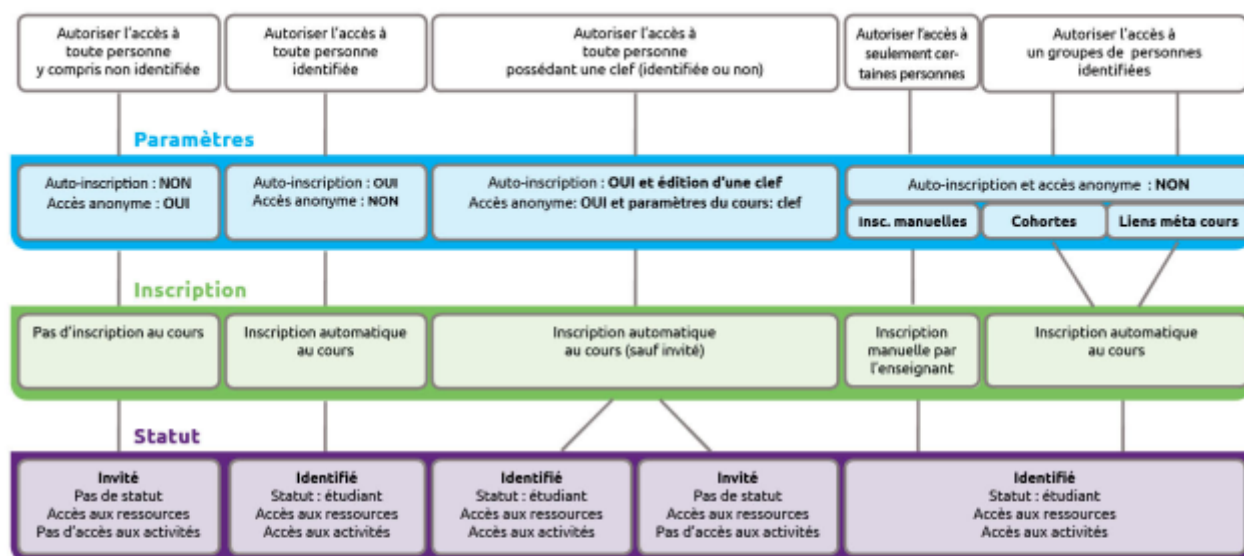 Autoriser l'accès à
toute personne
y compris non identifiée
Autoriser l'accès à
toute personne
identifiée
Autoriser l'accès à
toute personne
possédant une clef (identifiée ou non)
Autoriser l'accès à
seulement cer-
taines personnes
Autoriser l'accès à
un groupes de personnes
identifiées
Paramètres
Auto-inscription : NON
Accès anonyme : OUI
Auto-inscription : OUI
Accès anonyme : NON
Auto-inscription : OUI et édition d'une clef
Accès anonyme: OUI et paramètres du cours: clef
Auto-inscription et accès anonyme : NON
Insc. manuelles
Cohortes
Liens méta cours
Inscription
Pas d'inscription au cours
Inscription automatique
au cours
Inscription automatique
au cours (sauf invité)
Inscription
manuelle par
l'enseignant
Inscription automatique
au cours
Statut
Invité
Pas de statut
Accès aux ressources
Pas d'accès aux activités
Identifié
Statut : étudiant
Accès aux ressources
Accès aux activités
Identifié
Statut : étudiant
Accès aux ressources
Accès aux activités
Invité
Pas de statut
Accès aux ressources
Pas d'accès aux activités
Identifié
Statut : étudiant
Accès aux ressources
Accès aux activités